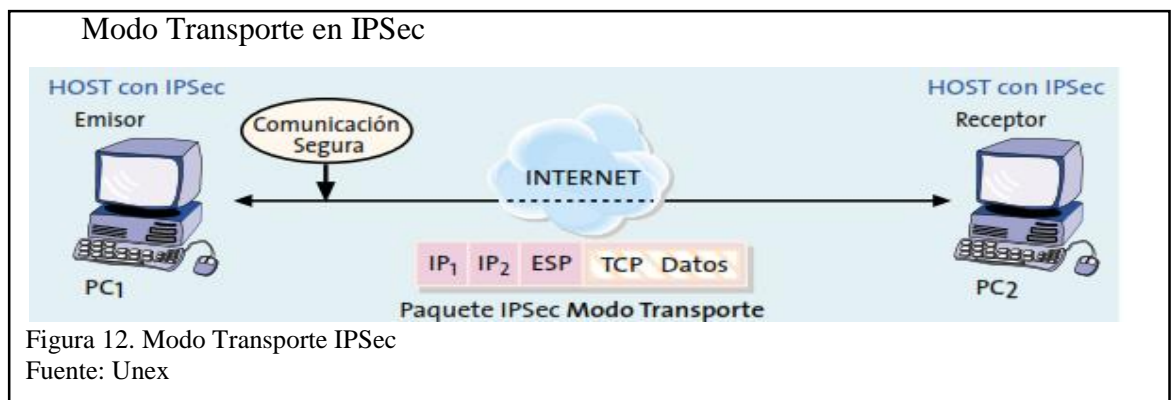 Modo Transporte en IPSec
HOST con IPSec
Emisor
Comunicación
Segura
INTERNET
HOST con IPSec
Receptor
PC1
IP1 IP2 ESP TCP Datos
Paquete IPSec Modo Transporte
PC2
Figura 12. Modo Transporte IPSec
Fuente: Unex